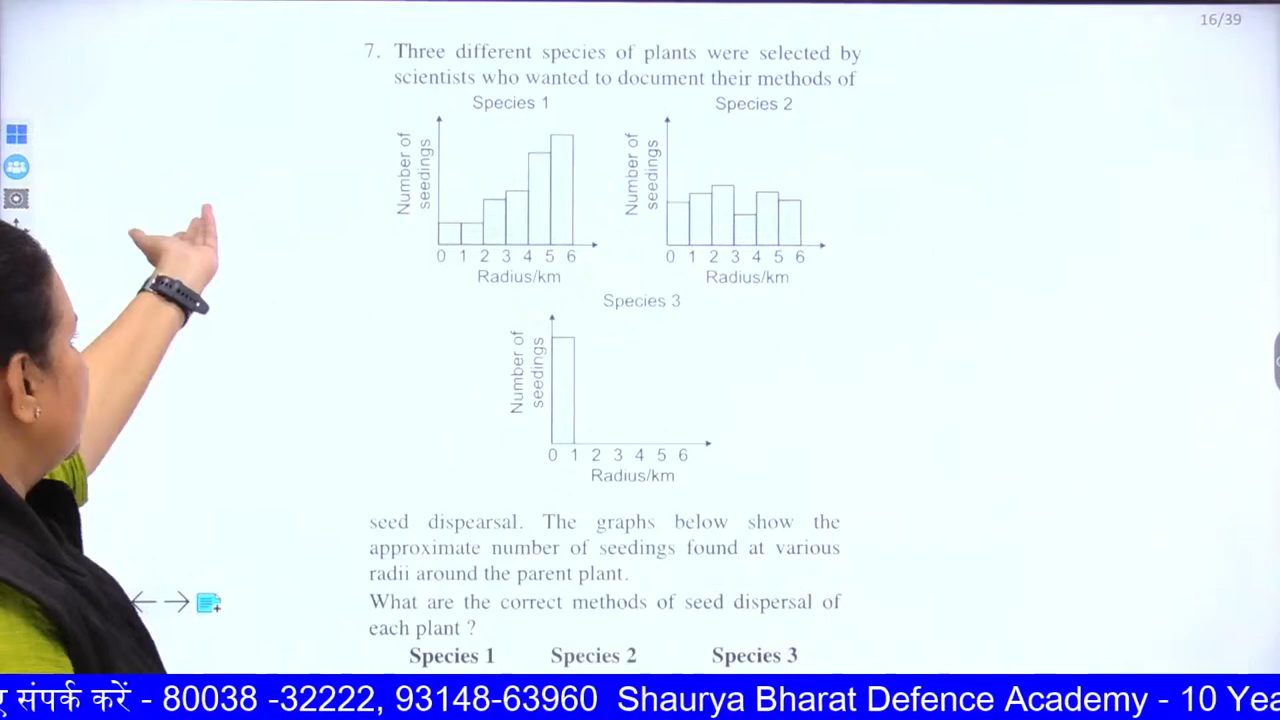 16/39
7. Three different species of plants were selected by
scientists who wanted to document their methods of
Species 1
Number of
seedings
0 1 2 3 4 5 6
Radius/km
Species 2
Number of
seedings
0 1 2 3 4 5 6
Radius/km
Species 3
Number of
seedings
0 1 2 3 4 5 6
Radius/km
seed dispearsal. The graphs below show the
approximate number of seedings found at various
radii around the parent plant.
What are the correct methods of seed dispersal of
each plant ?
Species 1 Species 2 Species 3
ए संपर्क करें - 80038 -32222, 93148-63960 Shaurya Bharat Defence Academy - 10 Yea